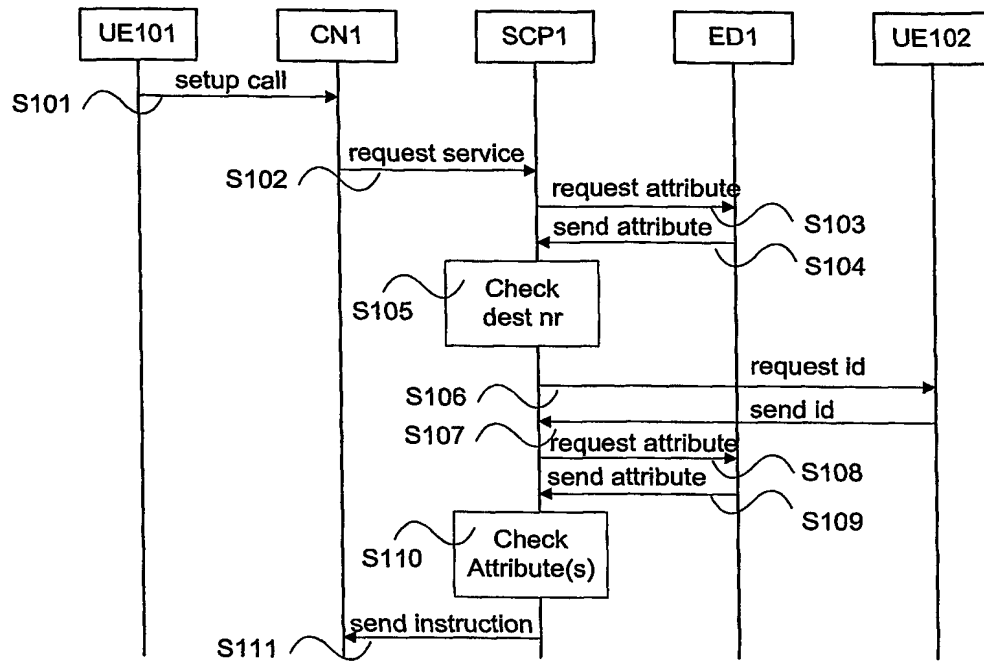 UE101 CN1 SCP1 ED1 UE102
setup call
S101
request service
S102
request attribute
S103
send attribute
S104
Check
dest nr
S105
request id
S106
send id
S107
request attribute
S108
send attribute
S109
Check
Attribute(s)
S110
send instruction
S111